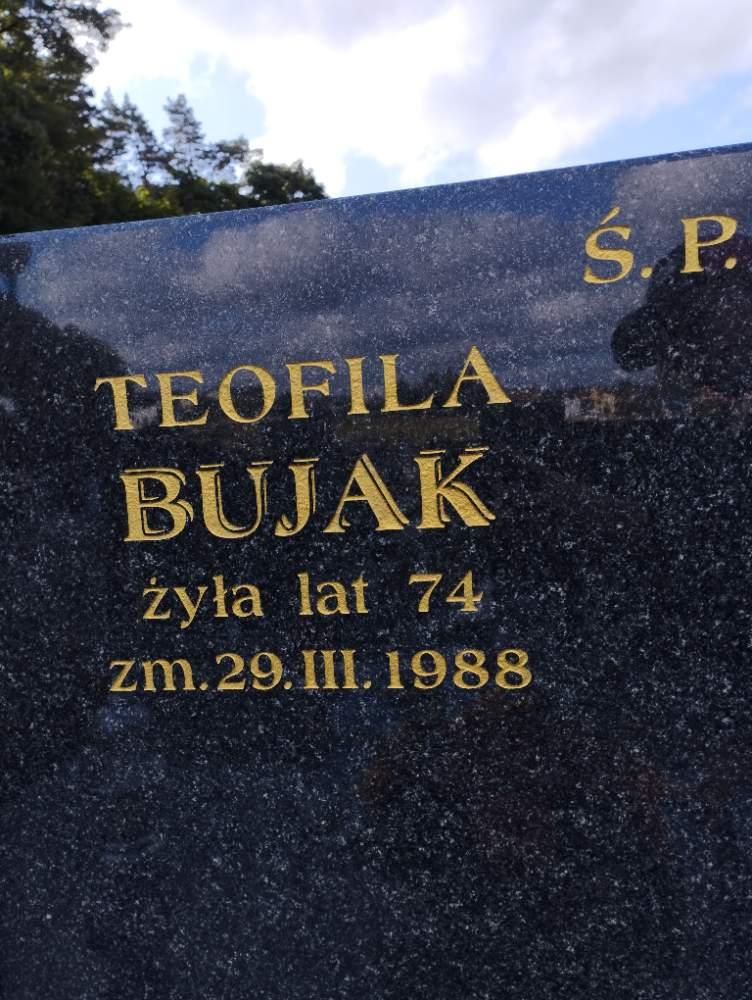 Ś.P.
TEOFILA
BUJAK
żyła lat 74
zm.29.III.1988